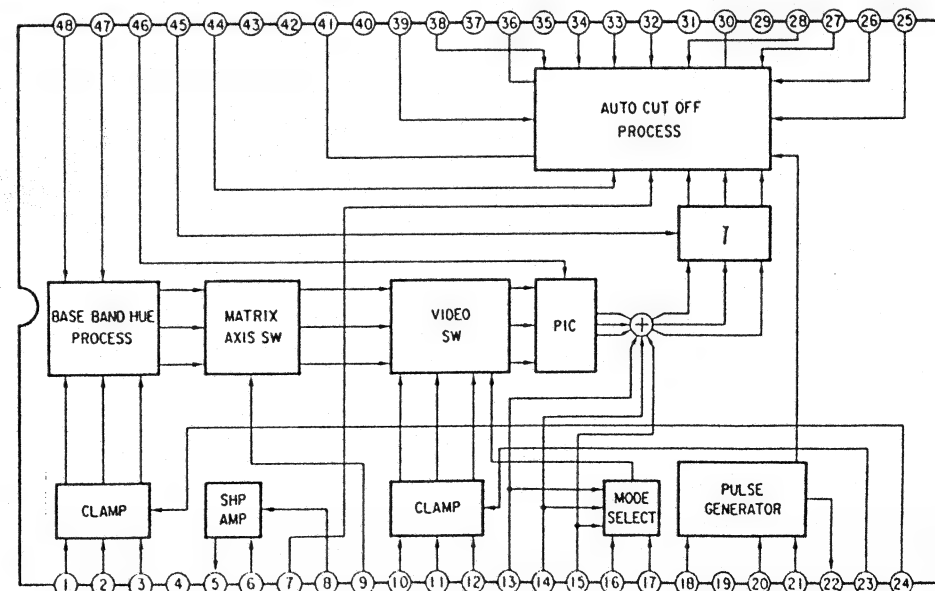 48 47 46 45 44 43 42 41 40 39 38 37 36 35 34 33 32 31 30 29 28 27 26 25
AUTO CUT OFF
PROCESS
γ
BASE BAND HUE
PROCESS
MATRIX
AXIS SW
VIDEO
SW
PIC
+
CLAMP
SHP
AMP
CLAMP
MODE
SELECT
PULSE
GENERATOR
1 2 3 4 5 6 7 8 9 10 11 12 13 14 15 16 17 18 19 20 21 22 23 24